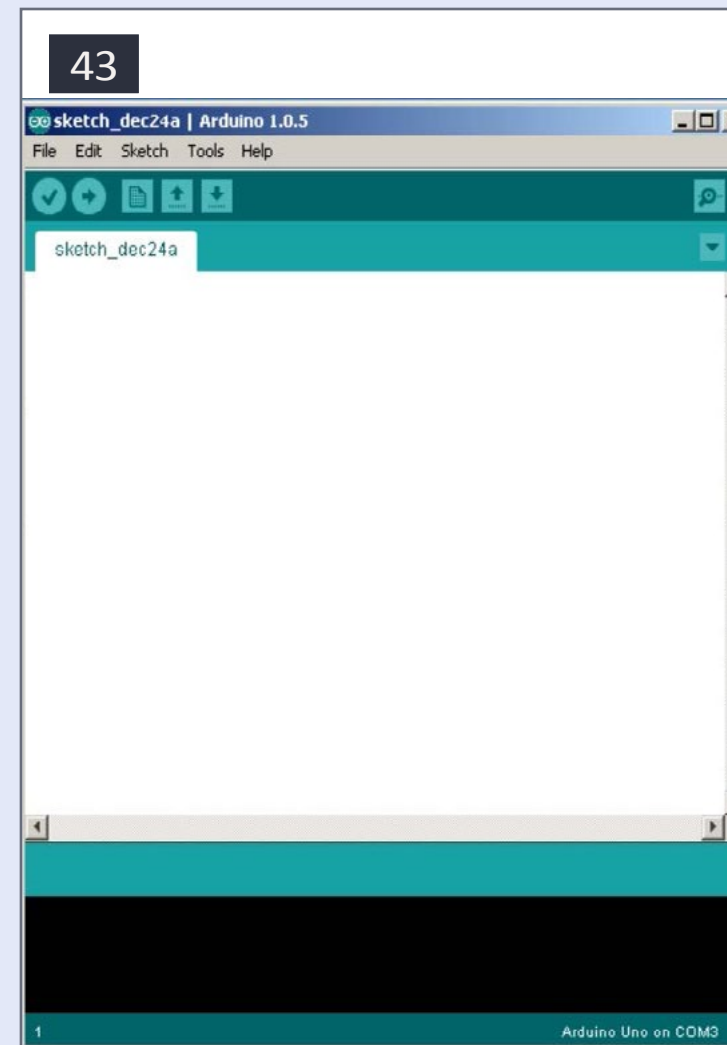 43
sketch_dec24a | Arduino 1.0.5
File Edit Sketch Tools Help
sketch_dec24a
1
Arduino Uno on COM3